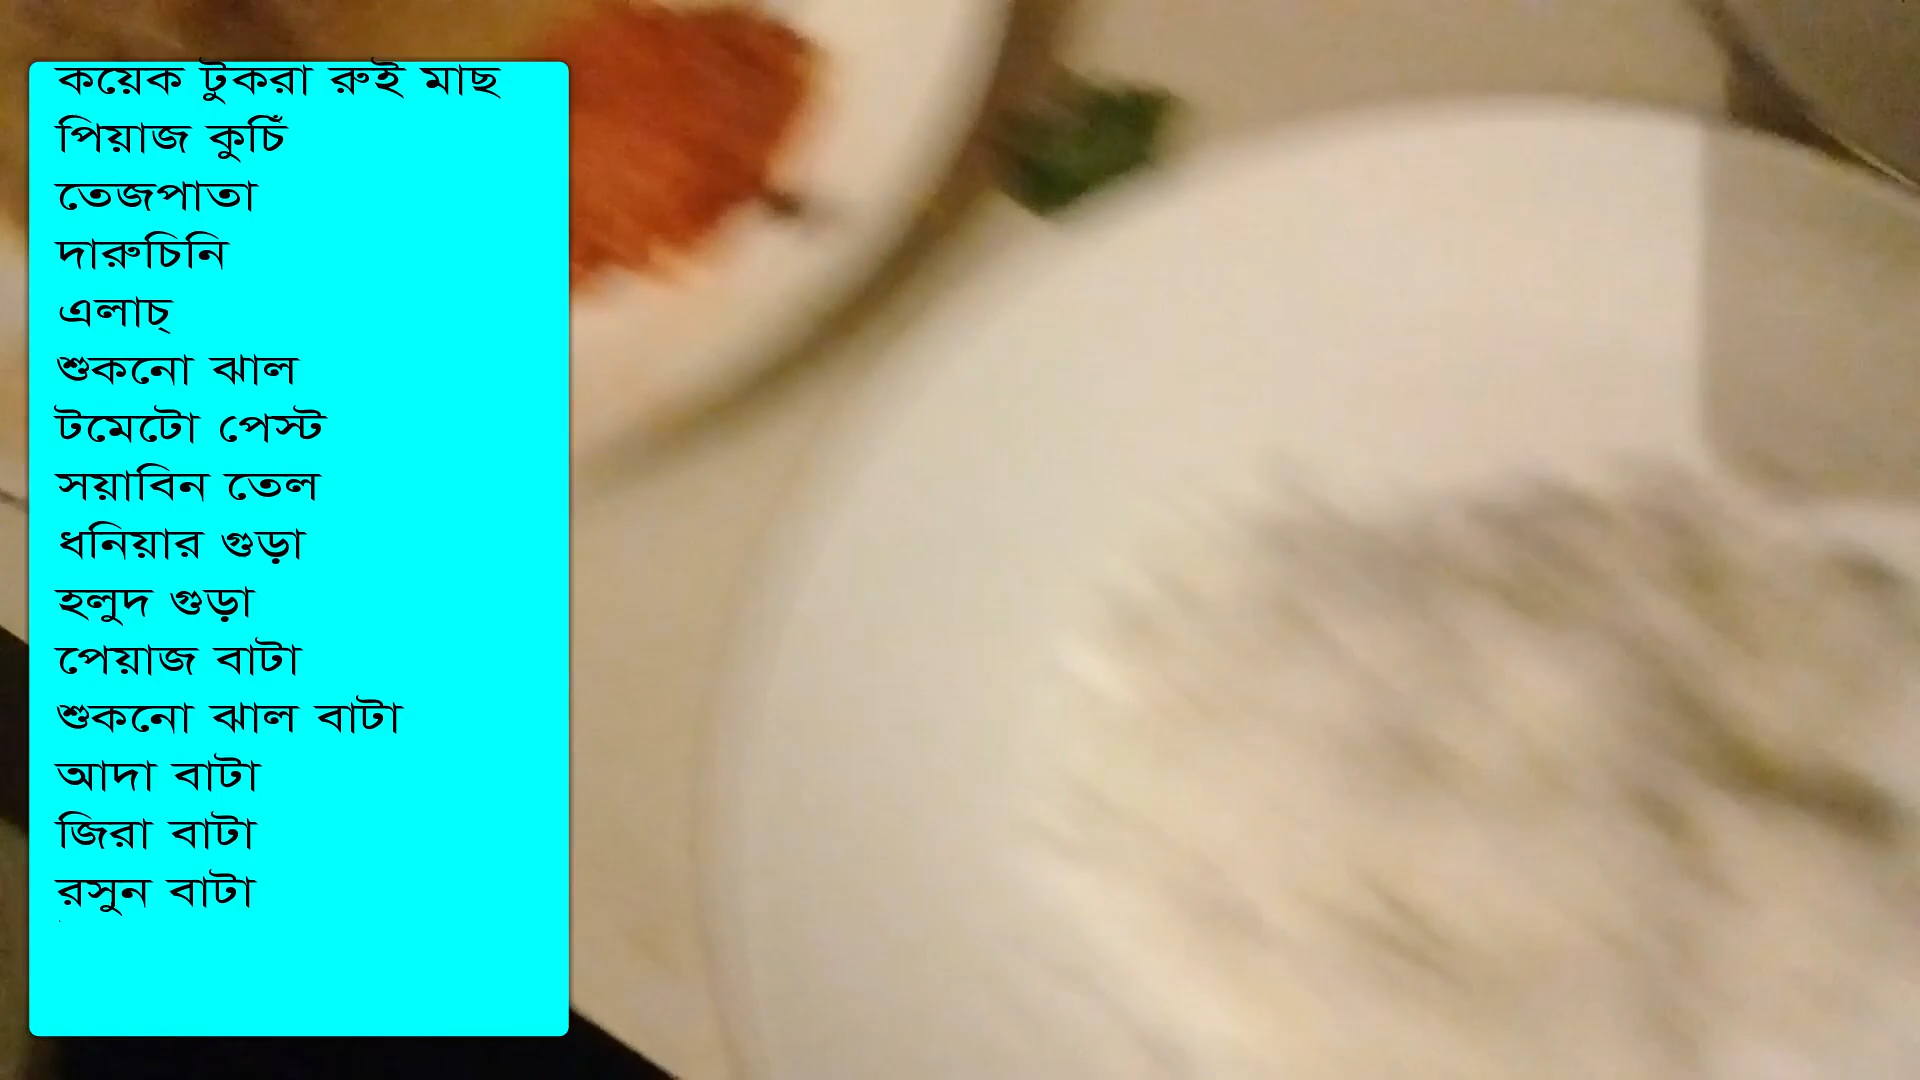 কয়েক টুকরা রুই মাছ
পিয়াজ কুচিঁ
তেজপাতা
দারুচিনি
এলাচ্
শুকনো ঝাল
টমেটো পেস্ট
সয়াবিন তেল
ধনিয়ার গুড়া
হলুদ গুড়া
পেয়াজ বাটা
শুকনো ঝাল বাটা
আদা বাটা
জিরা বাটা
রসুন বাটা